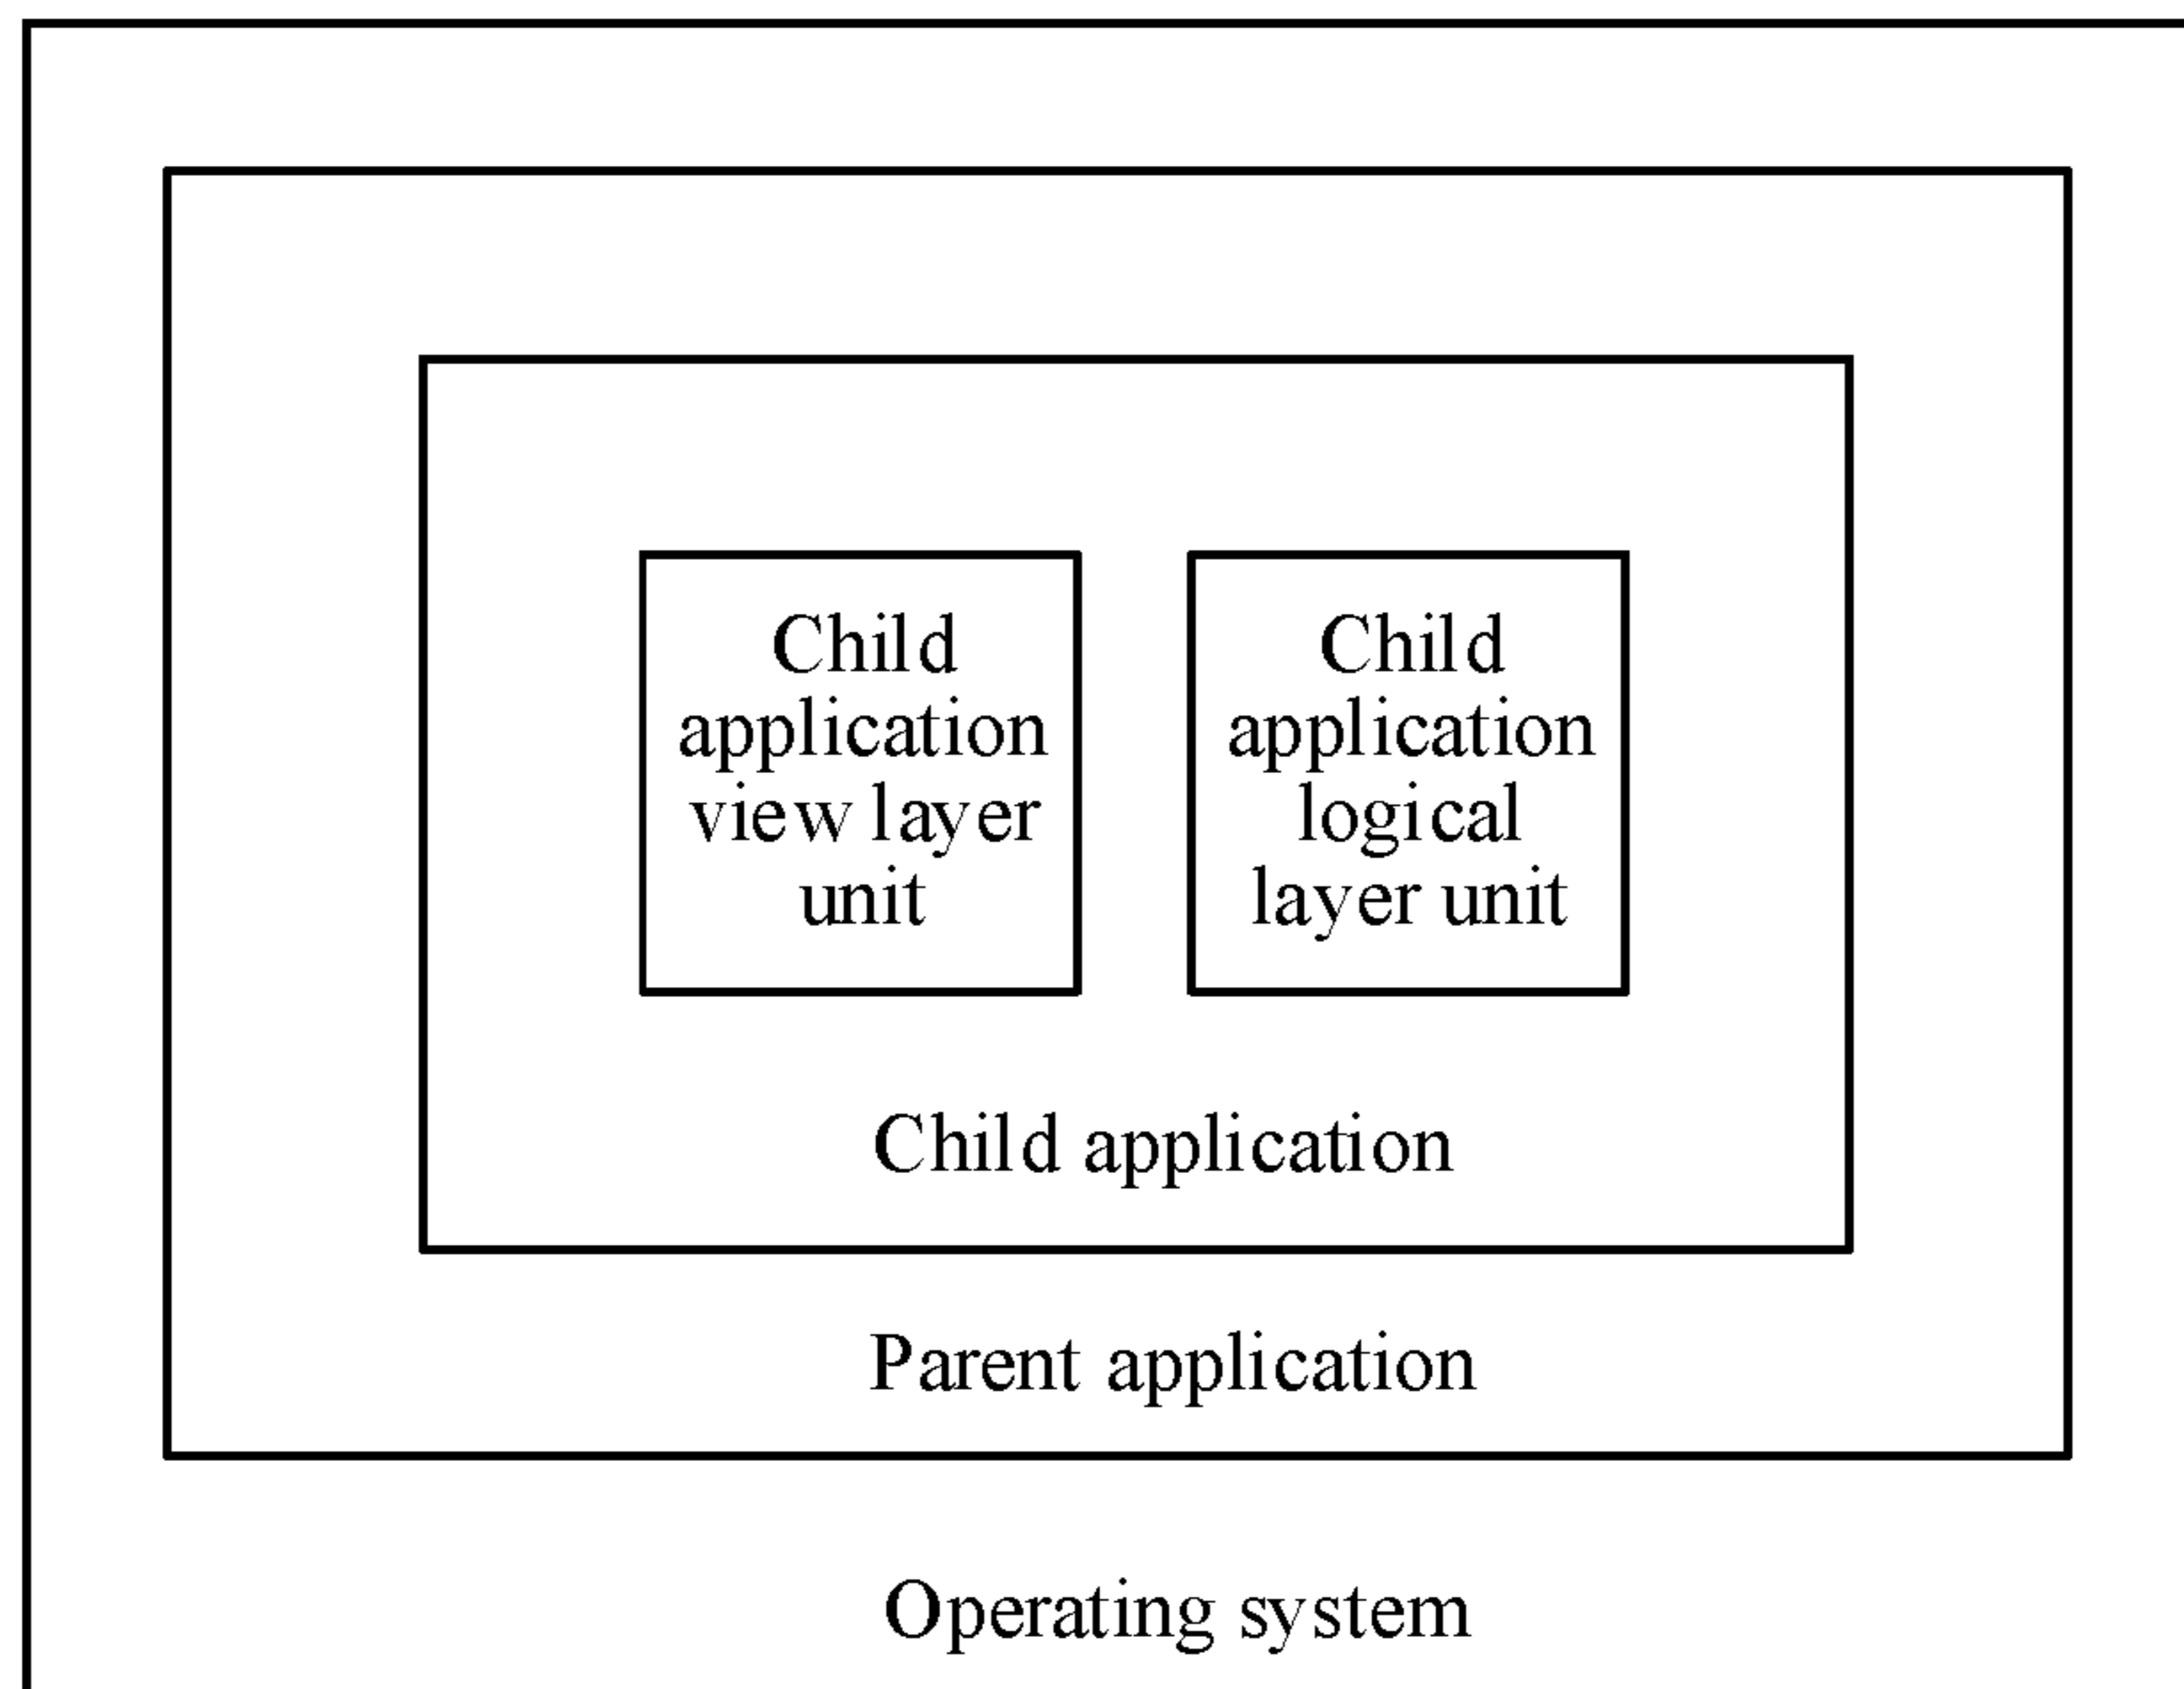 Child
application
view layer
unit
Child
application
logical
layer unit
Child application
Parent application
Operating system